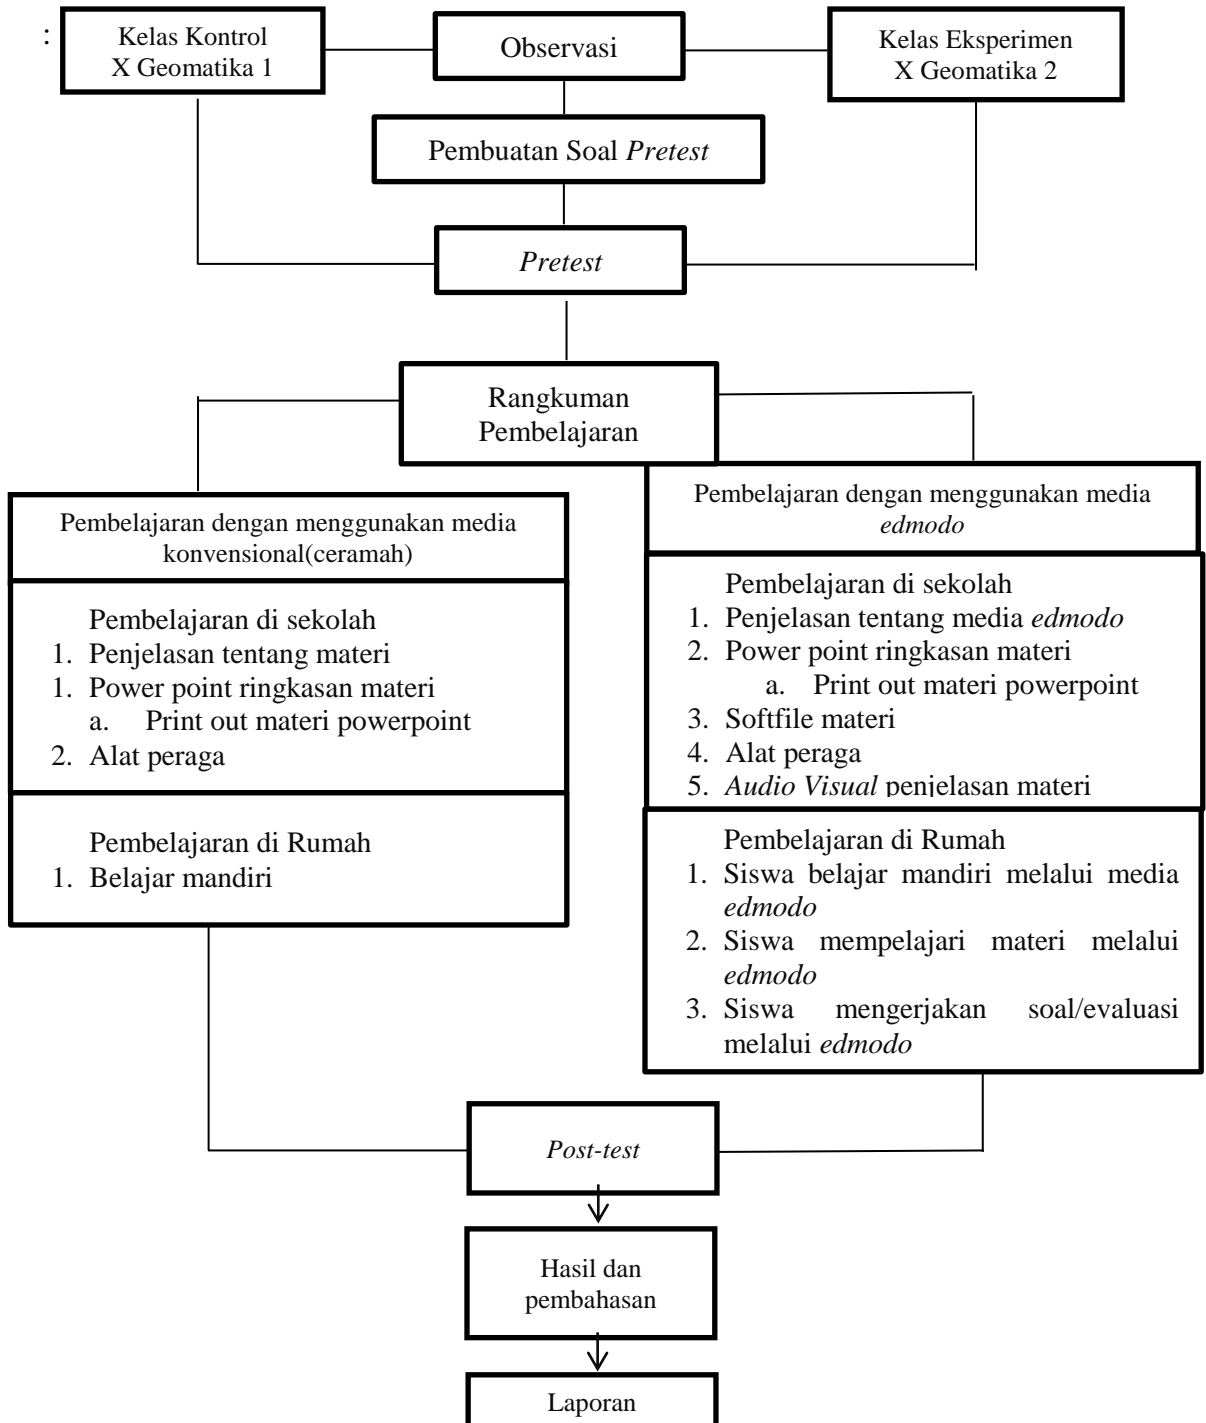 :
Kelas Kontrol
X Geomatika 1
Observasi
Kelas Eksperimen
X Geomatika 2
Pembuatan Soal Pretest
Pretest
Rangkuman
Pembelajaran
Pembelajaran dengan menggunakan media
konvensional(ceramah)
Pembelajaran di sekolah
1. Penjelasan tentang materi
1. Power point ringkasan materi
a. Print out materi powerpoint
2. Alat peraga
Pembelajaran di Rumah
1. Belajar mandiri
Pembelajaran dengan menggunakan media
edmodo
Pembelajaran di sekolah
1. Penjelasan tentang media edmodo
2. Power point ringkasan materi
a. Print out materi powerpoint
3. Softfile materi
4. Alat peraga
5. Audio Visual penjelasan materi
Pembelajaran di Rumah
1. Siswa belajar mandiri melalui media
edmodo
2. Siswa mempelajari materi melalui
edmodo
3. Siswa mengerjakan soal/evaluasi
melalui edmodo
Post-test
Hasil dan
pembahasan
Laporan